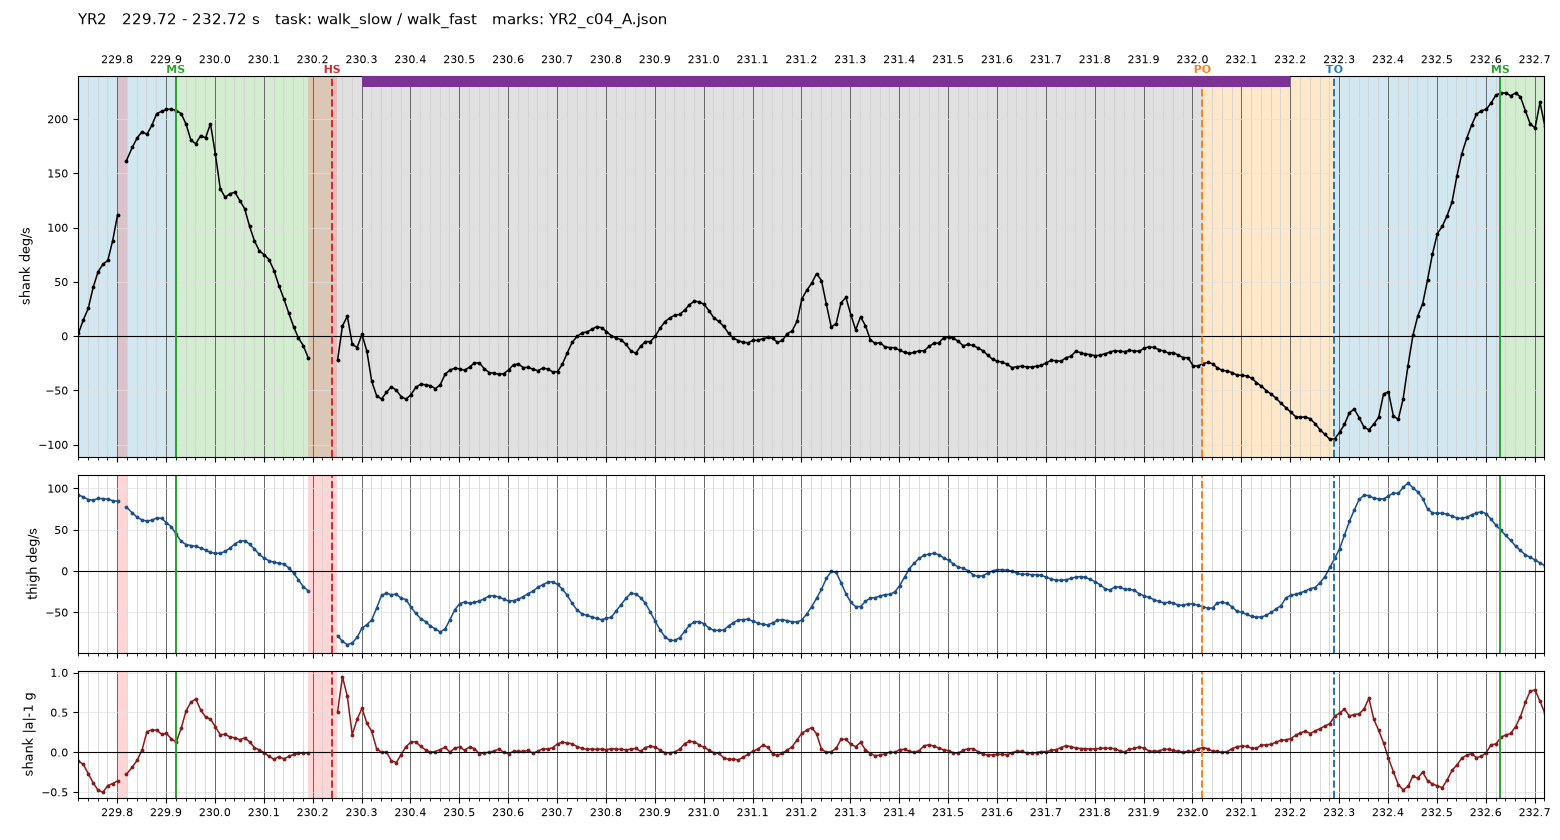 YR2   229.72 - 232.72 s   task: walk_slow / walk_fast   marks: YR2_c04_A.json
229.8 229.9 230.0 230.1 230.2 230.3 230.4 230.5 230.6 230.7 230.8 230.9 231.0 231.1 231.2 231.3 231.4 231.5 231.6 231.7 231.8 231.9 232.0 232.1 232.2 232.3 232.4 232.5 232.6 232.7
MS HS PO TO MS
shank deg/s
200
150
100
50
0
−50
−100
thigh deg/s
100
50
0
−50
shank |a|-1 g
1.0
0.5
0.0
−0.5
229.8 229.9 230.0 230.1 230.2 230.3 230.4 230.5 230.6 230.7 230.8 230.9 231.0 231.1 231.2 231.3 231.4 231.5 231.6 231.7 231.8 231.9 232.0 232.1 232.2 232.3 232.4 232.5 232.6 232.7